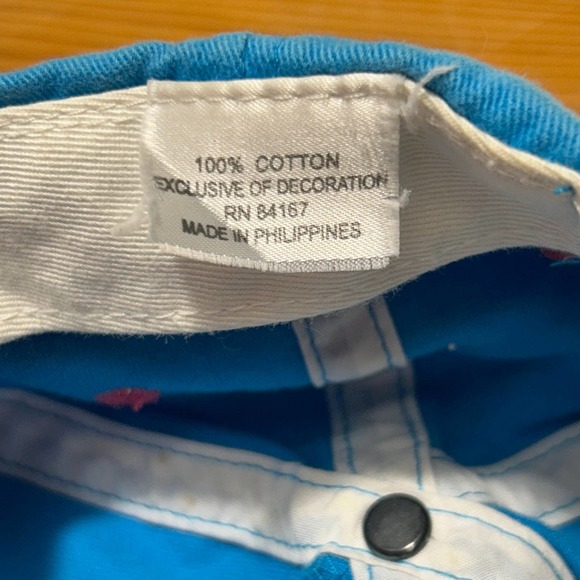 100% COTTON
EXCLUSIVE OF DECORATION
RN 84167
MADE IN PHILIPPINES